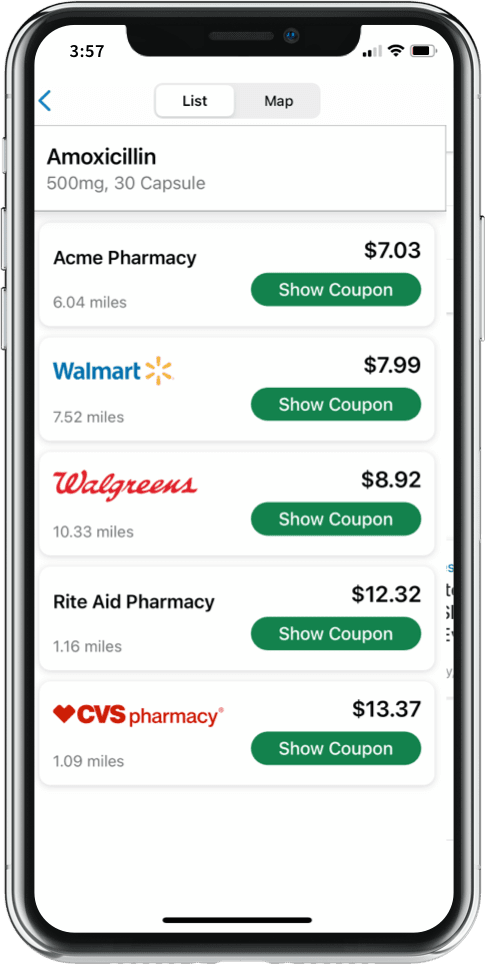 3:57
List Map
Amoxicillin
500mg, 30 Capsule
Acme Pharmacy
$7.03
Show Coupon
6.04 miles
Walmart
$7.99
Show Coupon
7.52 miles
Walgreens
$8.92
Show Coupon
10.33 miles
Rite Aid Pharmacy
$12.32
Show Coupon
1.16 miles
CVS pharmacy®
$13.37
Show Coupon
1.09 miles